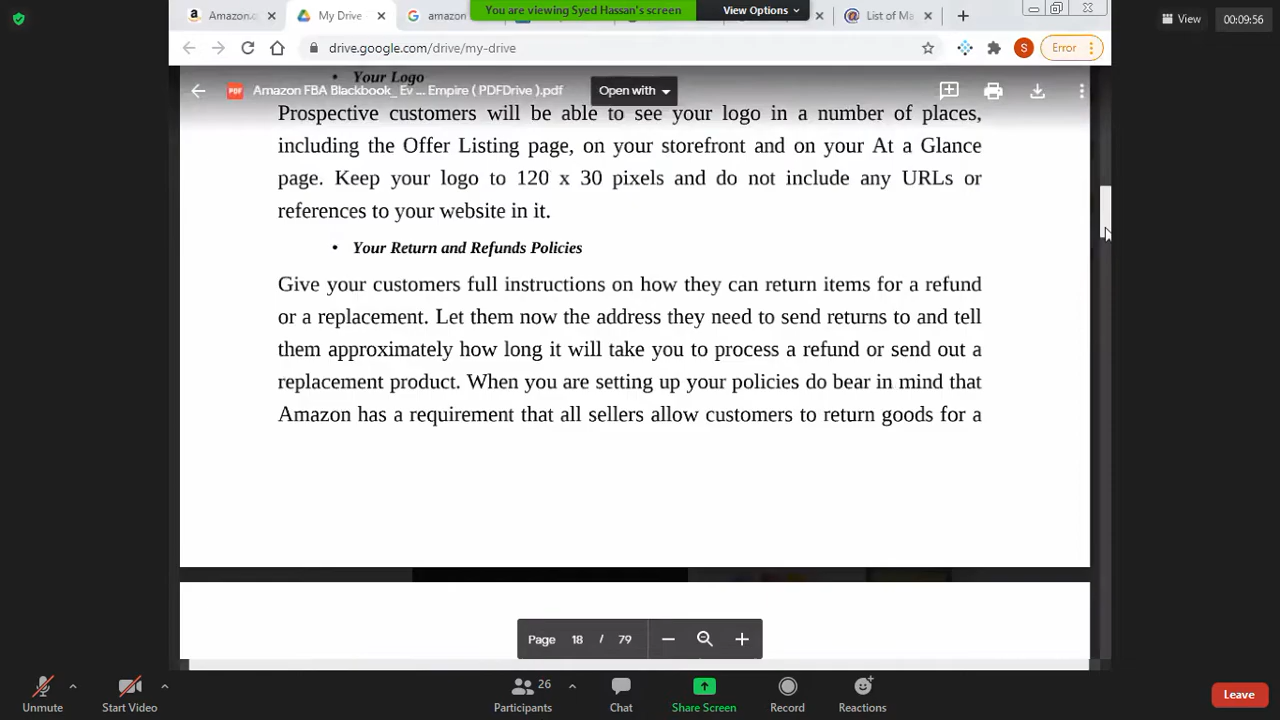 Amazon.c
My Drive
amazon
You are viewing Syed Hassan's screen
View Options
List of Ma
View
00:09:56
drive.google.com/drive/my-drive
S
Error
• Your Logo
PDF
Amazon FBA Blackbook_ Ev ... Empire ( PDFDrive ).pdf
Open with
Prospective customers will be able to see your logo in a number of places,
including the Offer Listing page, on your storefront and on your At a Glance
page. Keep your logo to 120 x 30 pixels and do not include any URLs or
references to your website in it.
• Your Return and Refunds Policies
Give your customers full instructions on how they can return items for a refund
or a replacement. Let them now the address they need to send returns to and tell
them approximately how long it will take you to process a refund or send out a
replacement product. When you are setting up your policies do bear in mind that
Amazon has a requirement that all sellers allow customers to return goods for a
Page 18 / 79
26
Unmute
Start Video
Participants
Chat
Share Screen
Record
Reactions
Leave